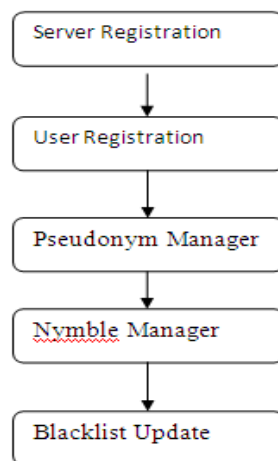 Server Registration
User Registration
Pseudonym Manager
Nymble Manager
Blacklist Update